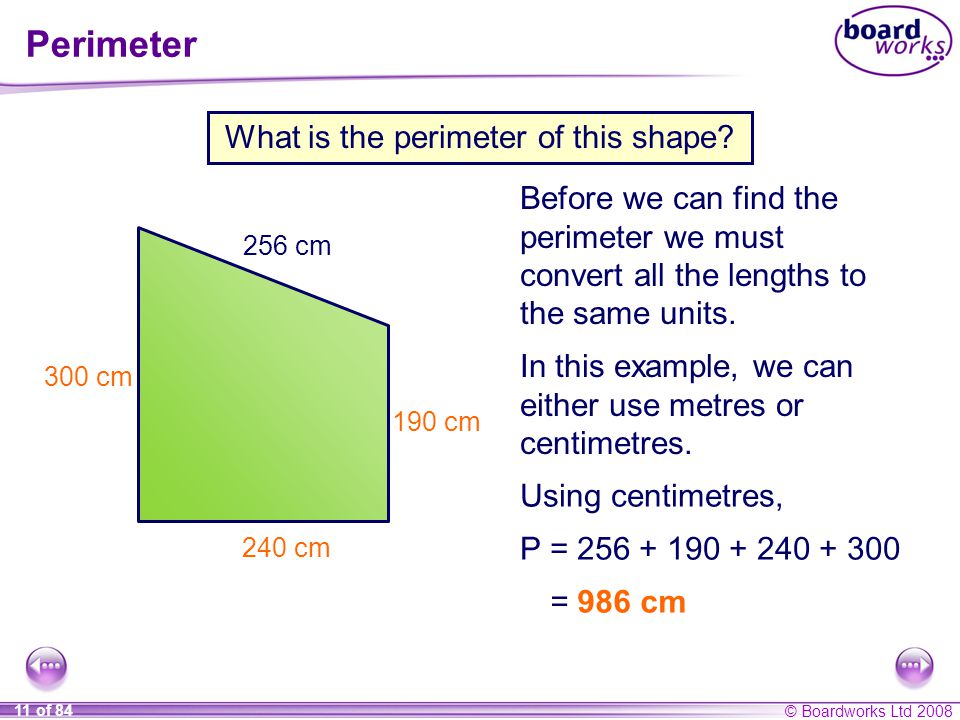 Perimeter
board
works
What is the perimeter of this shape?
256 cm
300 cm
190 cm
240 cm
Before we can find the
perimeter we must
convert all the lengths to
the same units.
In this example, we can
either use metres or
centimetres.
Using centimetres,
P = 256 + 190 + 240 + 300
= 986 cm
11 of 84
© Boardworks Ltd 2008